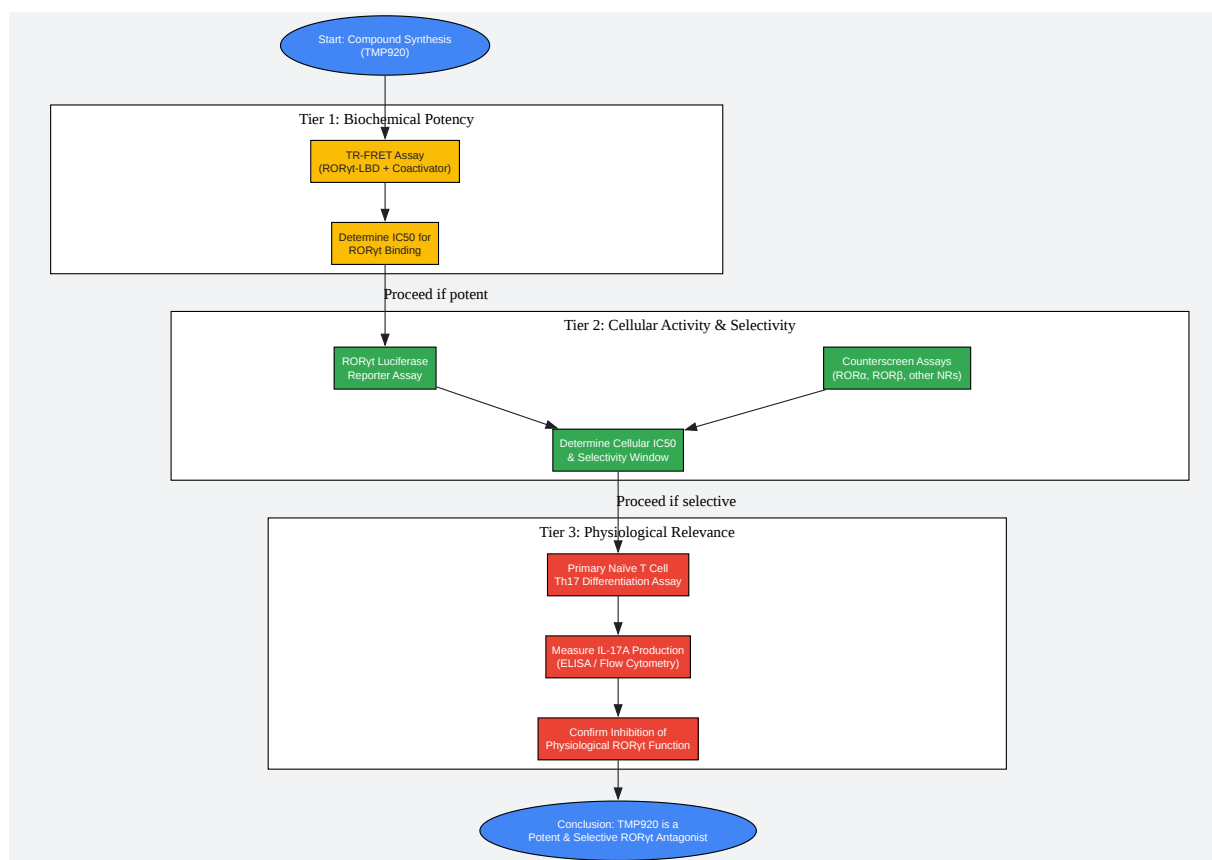 Start: Compound Synthesis
(TMP920)
Tier 1: Biochemical Potency
TR-FRET Assay
(RORγt-LBD + Coactivator)
Determine IC50 for
RORγt Binding
Proceed if potent
Tier 2: Cellular Activity & Selectivity
RORγt Luciferase
Reporter Assay
Counterscreen Assays
(RORα, RORβ, other NRs)
Determine Cellular IC50
& Selectivity Window
Proceed if selective
Tier 3: Physiological Relevance
Primary Naïve T Cell
Th17 Differentiation Assay
Measure IL-17A Production
(ELISA / Flow Cytometry)
Confirm Inhibition of
Physiological RORγt Function
Conclusion: TMP920 is a
Potent & Selective RORγt Antagonist